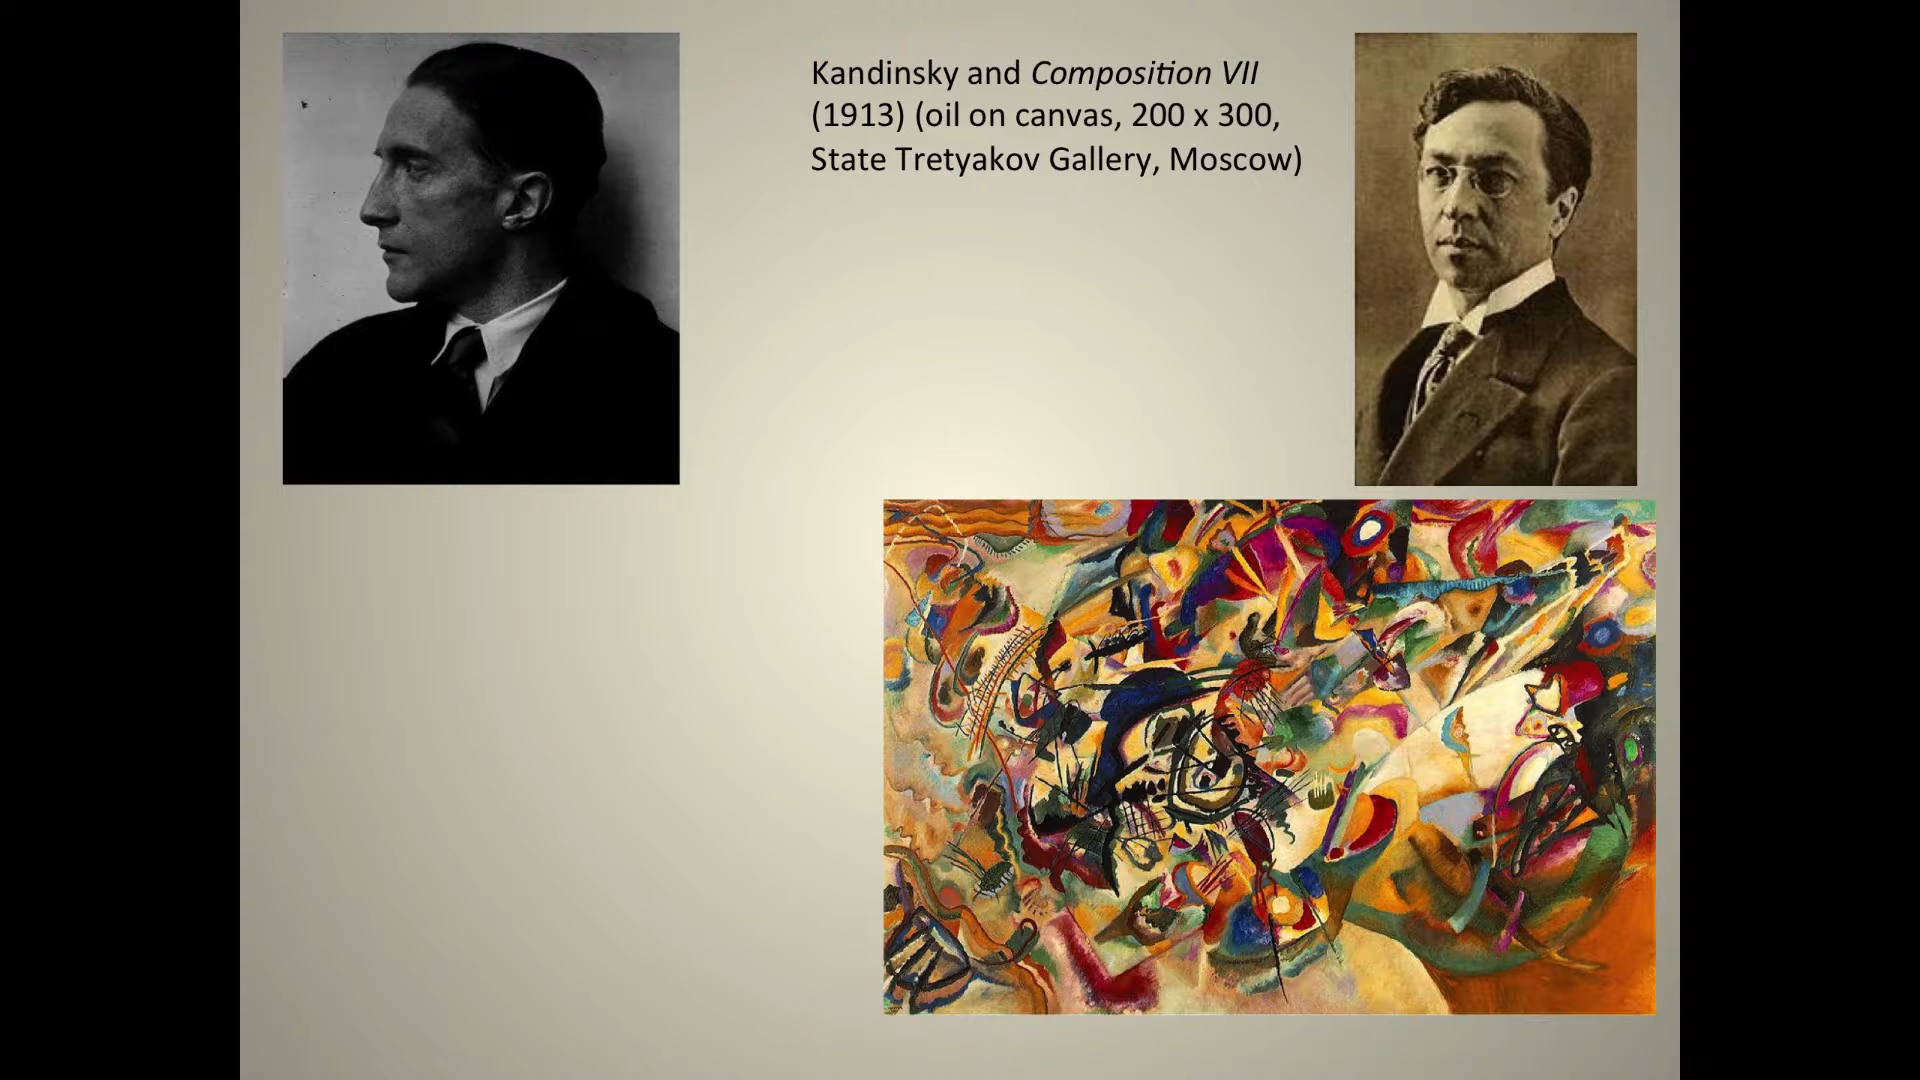 Kandinsky and Composition VII
(1913) (oil on canvas, 200 x 300,
State Tretyakov Gallery, Moscow)